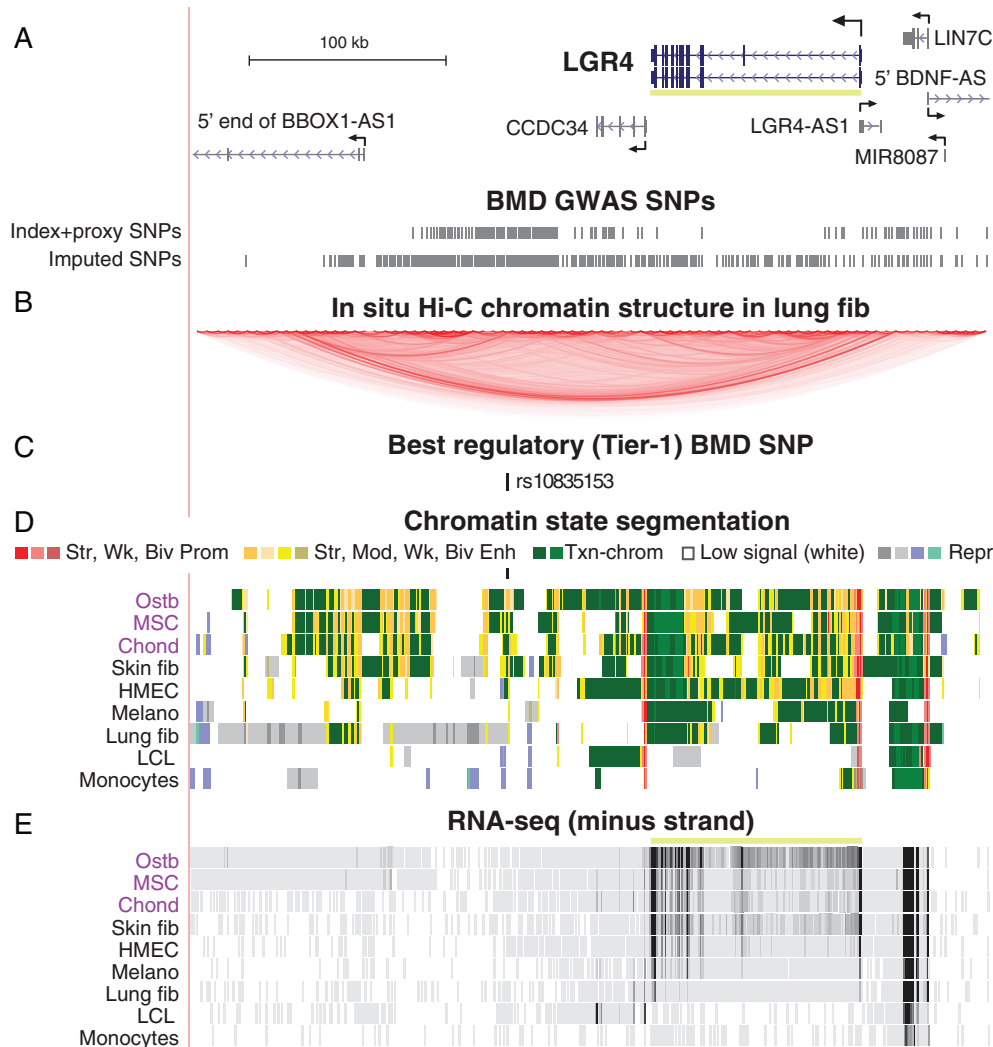 A
100 kb
LGR4
LIN7C
5' BDNF-AS
5' end of BBOX1-AS1
CCDC34
LGR4-AS1
MIR8087
BMD GWAS SNPs
Index+proxy SNPs
Imputed SNPs
B
In situ Hi-C chromatin structure in lung fib
C
Best regulatory (Tier-1) BMD SNP
rs10835153
D
Chromatin state segmentation
Str, Wk, Biv Prom
Str, Mod, Wk, Biv Enh
Txn-chrom
Low signal (white)
Repr
Ostb
MSC
Chond
Skin fib
HMEC
Melano
Lung fib
LCL
Monocytes
E
RNA-seq (minus strand)
Ostb
MSC
Chond
Skin fib
HMEC
Melano
Lung fib
LCL
Monocytes